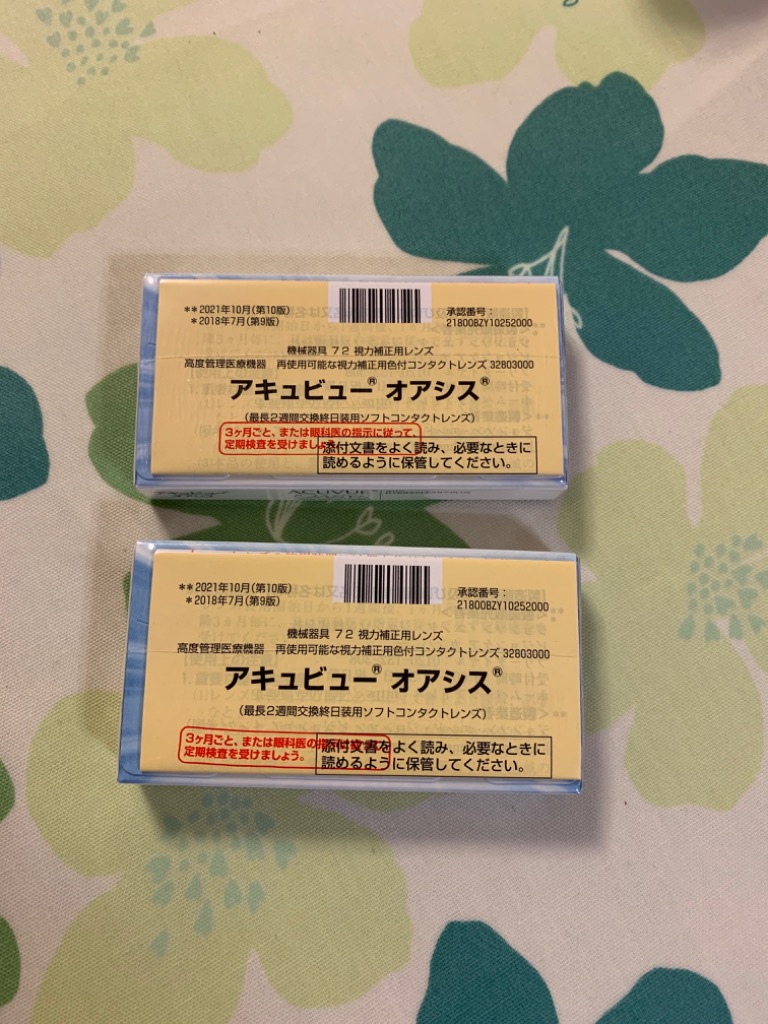 **2021年10月(第10版)
*2018年7月(第9版)
承認番号：
21800BZY10252000
機械器具 72 視力補正用レンズ
高度管理医療機器 再使用可能な視力補正用色付コンタクトレンズ 32803000
アキュビュー® オアシス®
(最長2週間交換終日装用ソフトコンタクトレンズ)
3ヶ月ごと、または眼科医の指示に従って、
定期検査を受けましょう。
添付文書をよく読み、必要なときに
読めるように保管してください。
**2021年10月(第10版)
*2018年7月(第9版)
承認番号：
21800BZY10252000
機械器具 72 視力補正用レンズ
高度管理医療機器 再使用可能な視力補正用色付コンタクトレンズ 32803000
アキュビュー® オアシス®
(最長2週間交換終日装用ソフトコンタクトレンズ)
3ヶ月ごと、または眼科医の指示に従って、
定期検査を受けましょう。
添付文書をよく読み、必要なときに
読めるように保管してください。